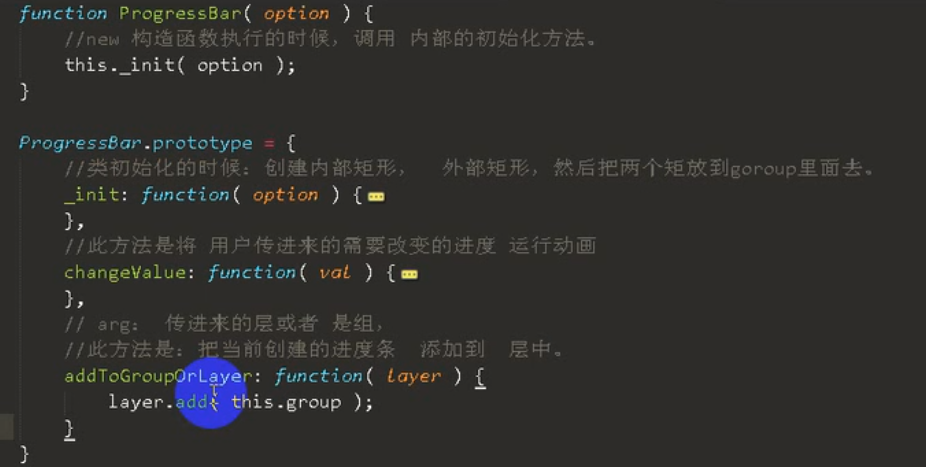 function ProgressBar( option ) {
//new 构造函数执行的时候，调用 内部的初始化方法。
this._init( option );
}
ProgressBar.prototype = {
//类初始化的时候：创建内部矩形， 外部矩形，然后把两个矩放到goroup里面去。
_init: function( option ) {
},
//此方法是将 用户传进来的需要改变的进度 运行动画
changeValue: function( val ) {
},
// arg： 传进来的层或者 是组，
//此方法是：把当前创建的进度条 添加到 层中。
addToGroupOrLayer: function( layer ) {
layer.add( this.group );
}
}